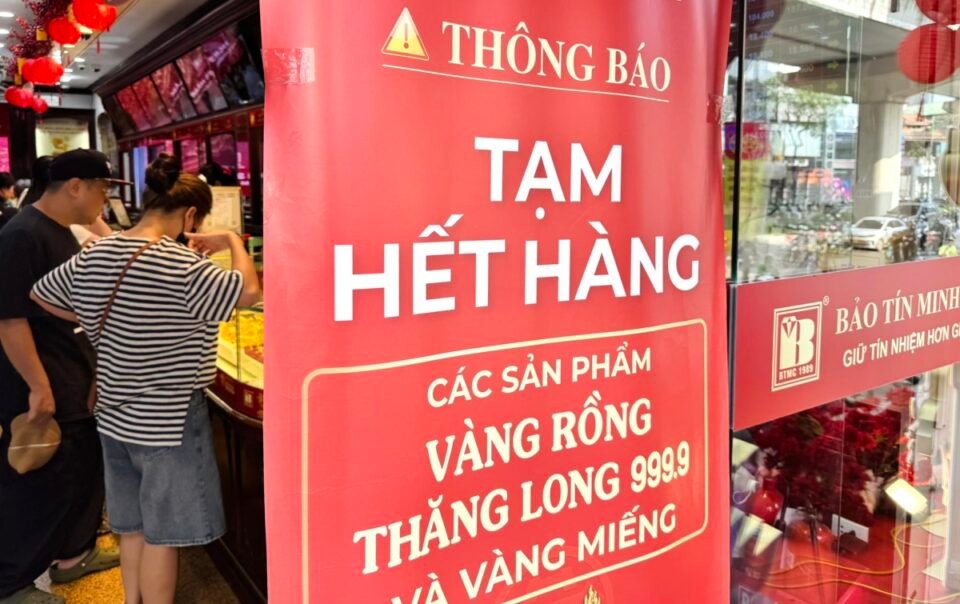 THÔNG BÁO
TẠM
HẾT HÀNG
CÁC SẢN PHẨM
VÀNG RỒNG
THĂNG LONG 999.9
VÀ VÀNG MIẾNG
VB
BTMC 1989
®
BẢO TÍN MINH
GIỮ TÍN NHIỆM HƠN